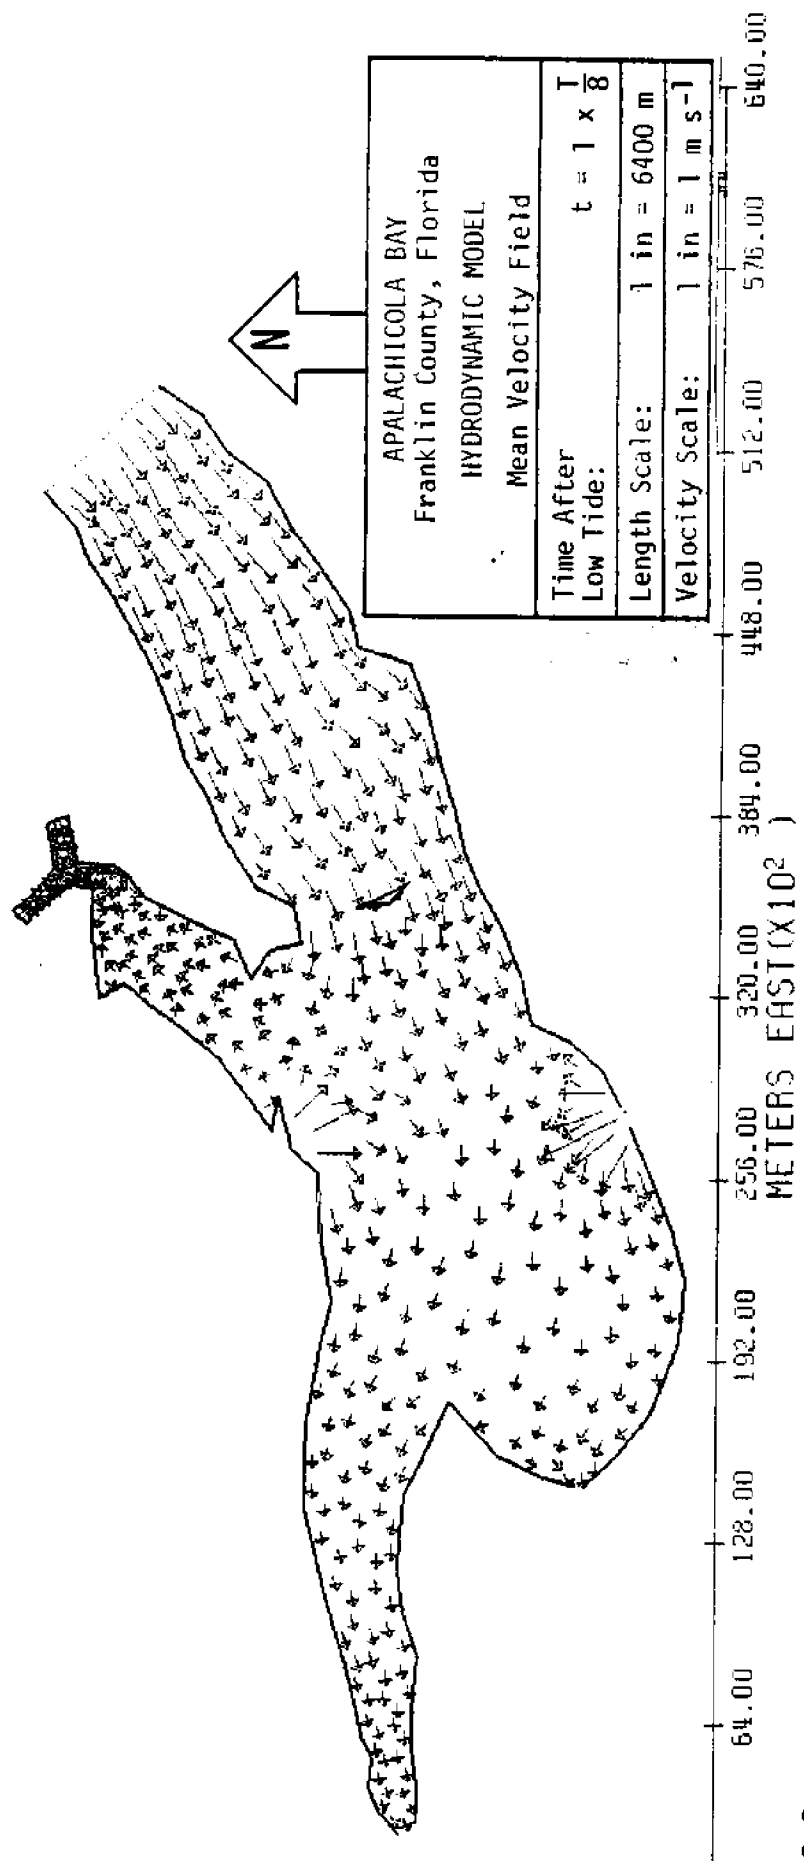 N
APALACHICOLA BAY
Franklin County, Florida
HYDRODYNAMIC MODEL
Mean Velocity Field
Time After
Low Tide: t = 1 x T/8
Length Scale: 1 in = 6400 m
Velocity Scale: 1 in = 1 m s⁻¹
64.00 128.00 192.00 256.00 320.00 384.00 448.00 512.00 576.00 640.00
METERS EAST(X10² )